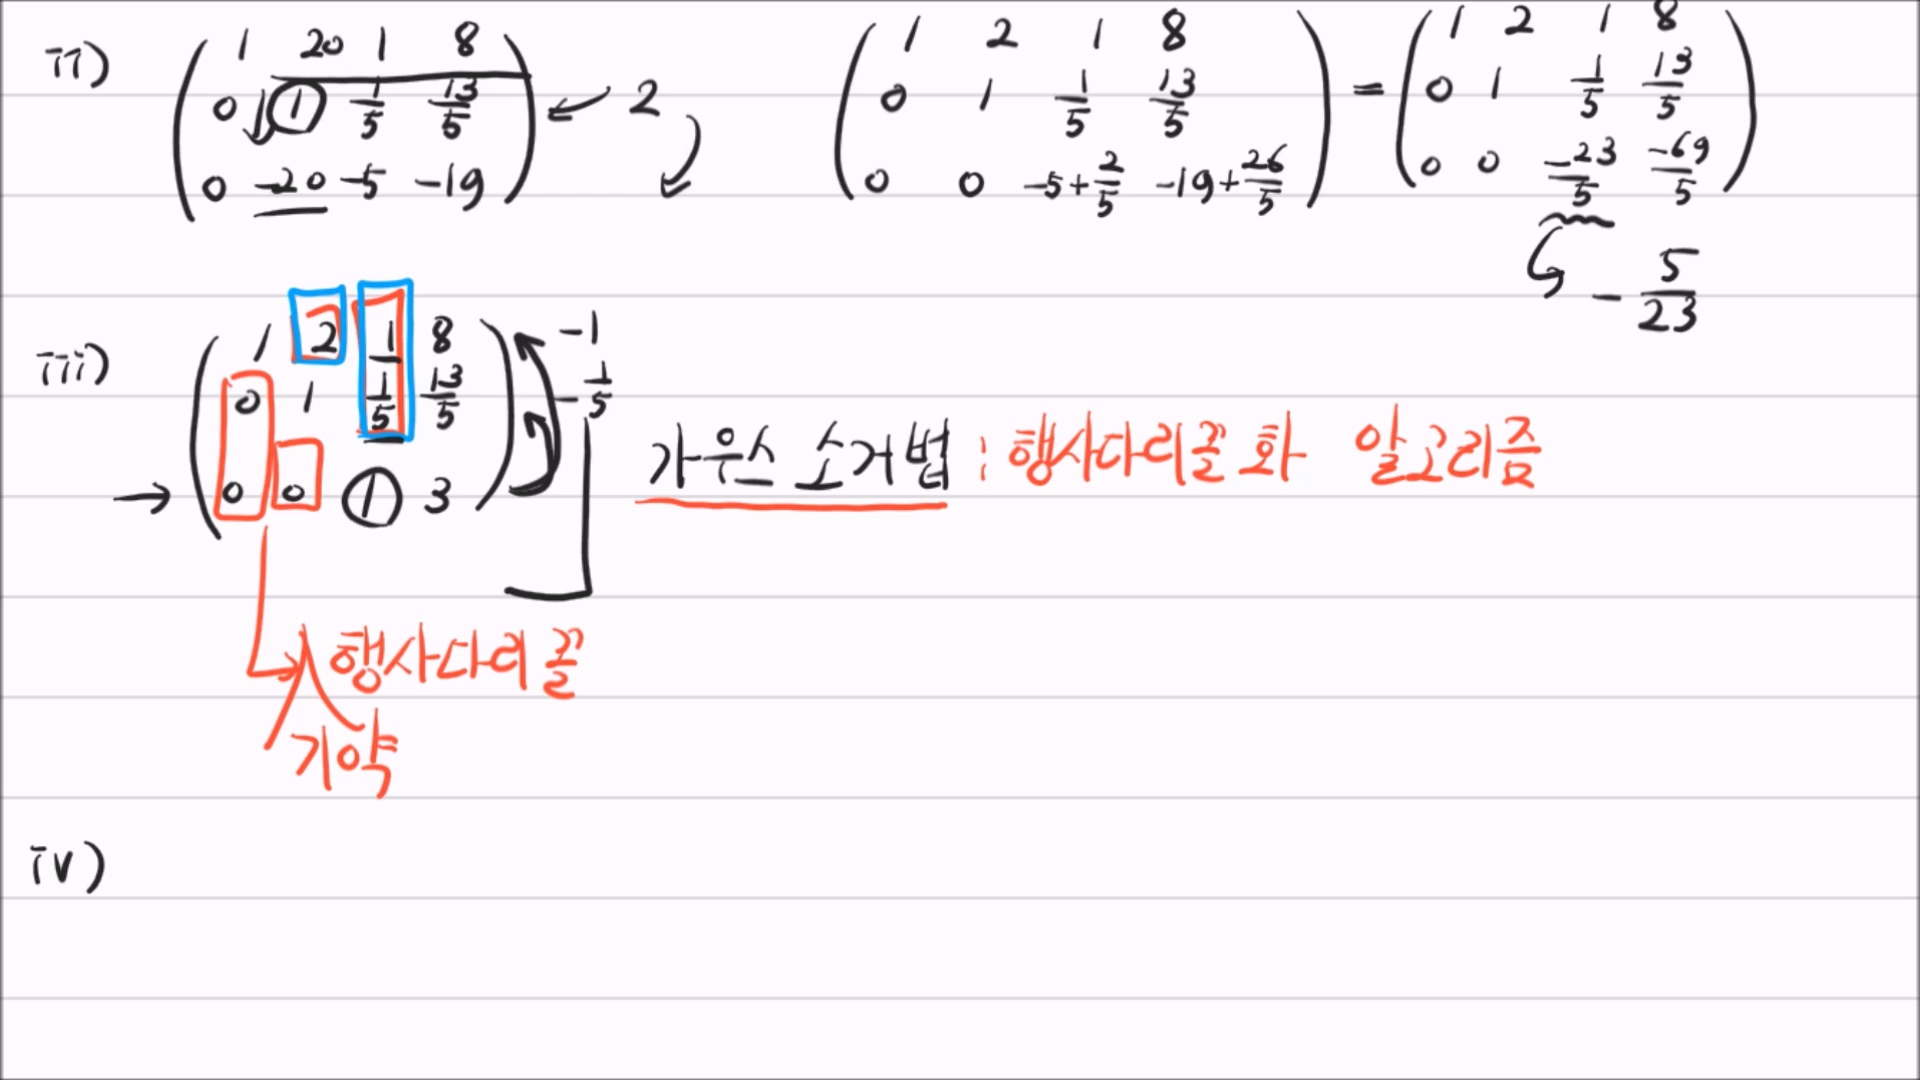 ii) ( 1 20 1 8 ( 1 2 1 8 ( 1 2 1 8
0 1 1/5 13/5 ) ← 2 0 1 1/5 13/5 ) = 0 1 1/5 13/5
0 -20 -5 -19 0 0 -5+2/5 -19+26/5 0 0 -23/5 -69/5 )
- 5/23
iii) ( 1 2 1 8 ) -1
0 1 1/5 13/5 -1/5
가우스 소거법 : 행사다리꼴화 알고리즘
→ 0 0 1 3
행사다리꼴
기약
iv)